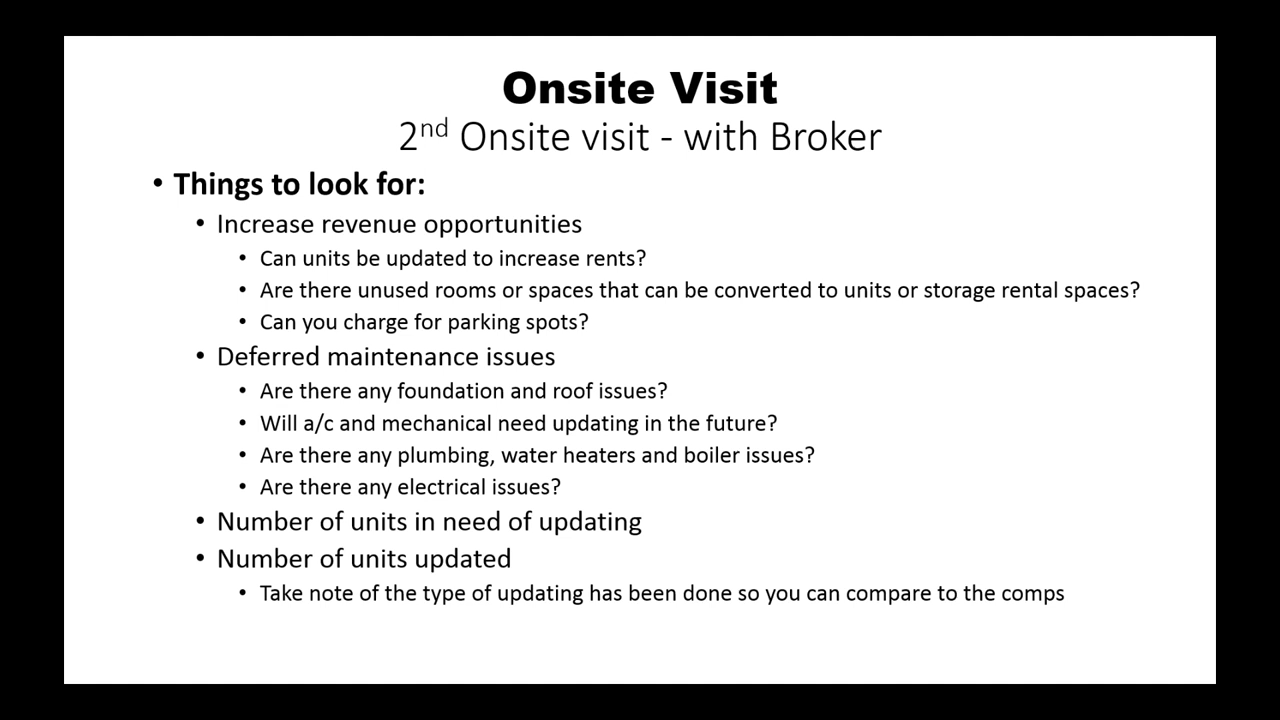 Onsite Visit
2nd Onsite visit - with Broker
• Things to look for:
• Increase revenue opportunities
• Can units be updated to increase rents?
• Are there unused rooms or spaces that can be converted to units or storage rental spaces?
• Can you charge for parking spots?
• Deferred maintenance issues
• Are there any foundation and roof issues?
• Will a/c and mechanical need updating in the future?
• Are there any plumbing, water heaters and boiler issues?
• Are there any electrical issues?
• Number of units in need of updating
• Number of units updated
• Take note of the type of updating has been done so you can compare to the comps